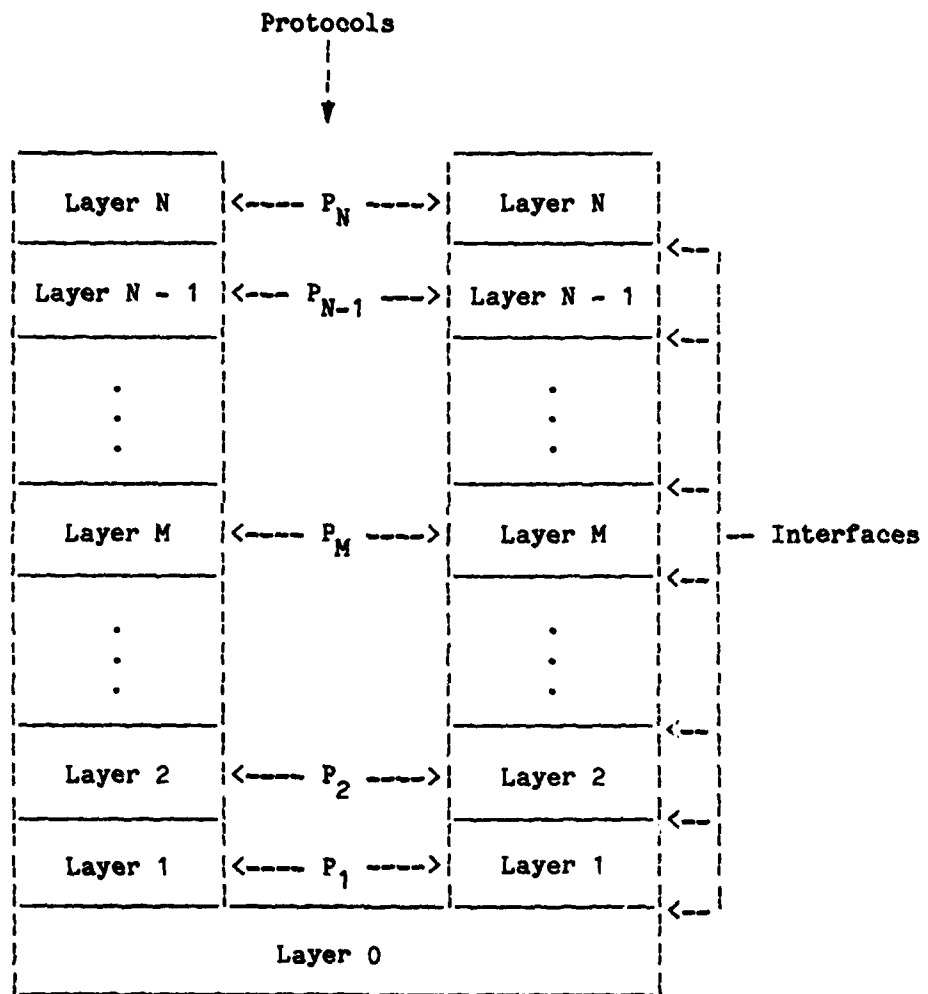 Protocols
Layer N <---- P_N ----> Layer N
Layer N - 1 <--- P_N-1 ---> Layer N - 1
Layer M <---- P_M ----> Layer M
-- Interfaces
Layer 2 <---- P_2 ----> Layer 2
Layer 1 <---- P_1 ----> Layer 1
Layer 0